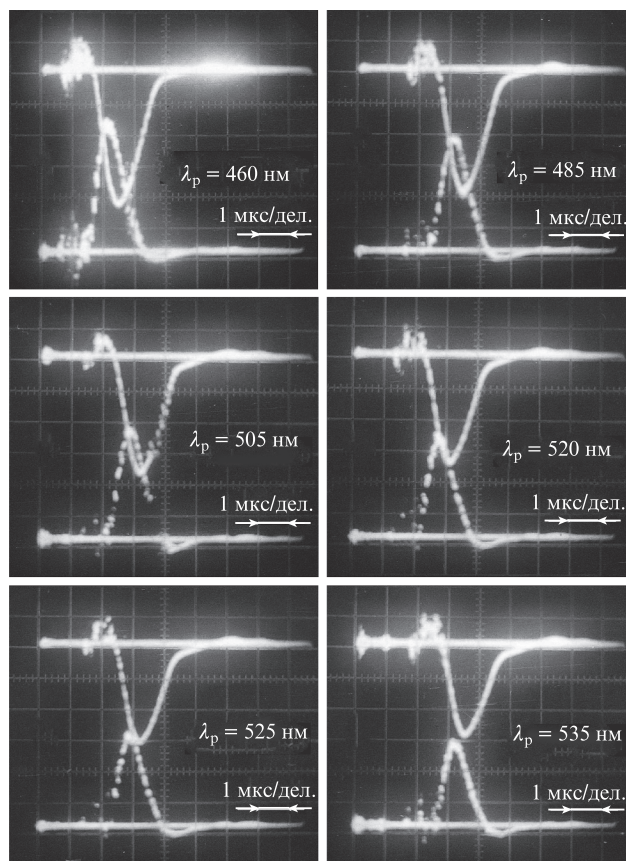 λp = 460 нм
1 мкс/дел.
λp = 485 нм
1 мкс/дел.
λp = 505 нм
1 мкс/дел.
λp = 520 нм
1 мкс/дел.
λp = 525 нм
1 мкс/дел.
λp = 535 нм
1 мкс/дел.